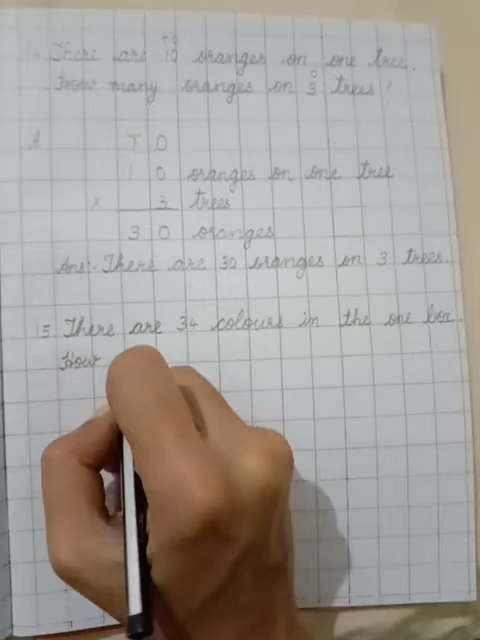 T O
There are 10 oranges on one tree.
O
How many oranges on 3 trees?
A
T O
1 0 oranges on one tree
× 3 trees
3 0 oranges
Ans:- There are 30 oranges on 3 trees.
15 There are 34 colours in the one box.
How